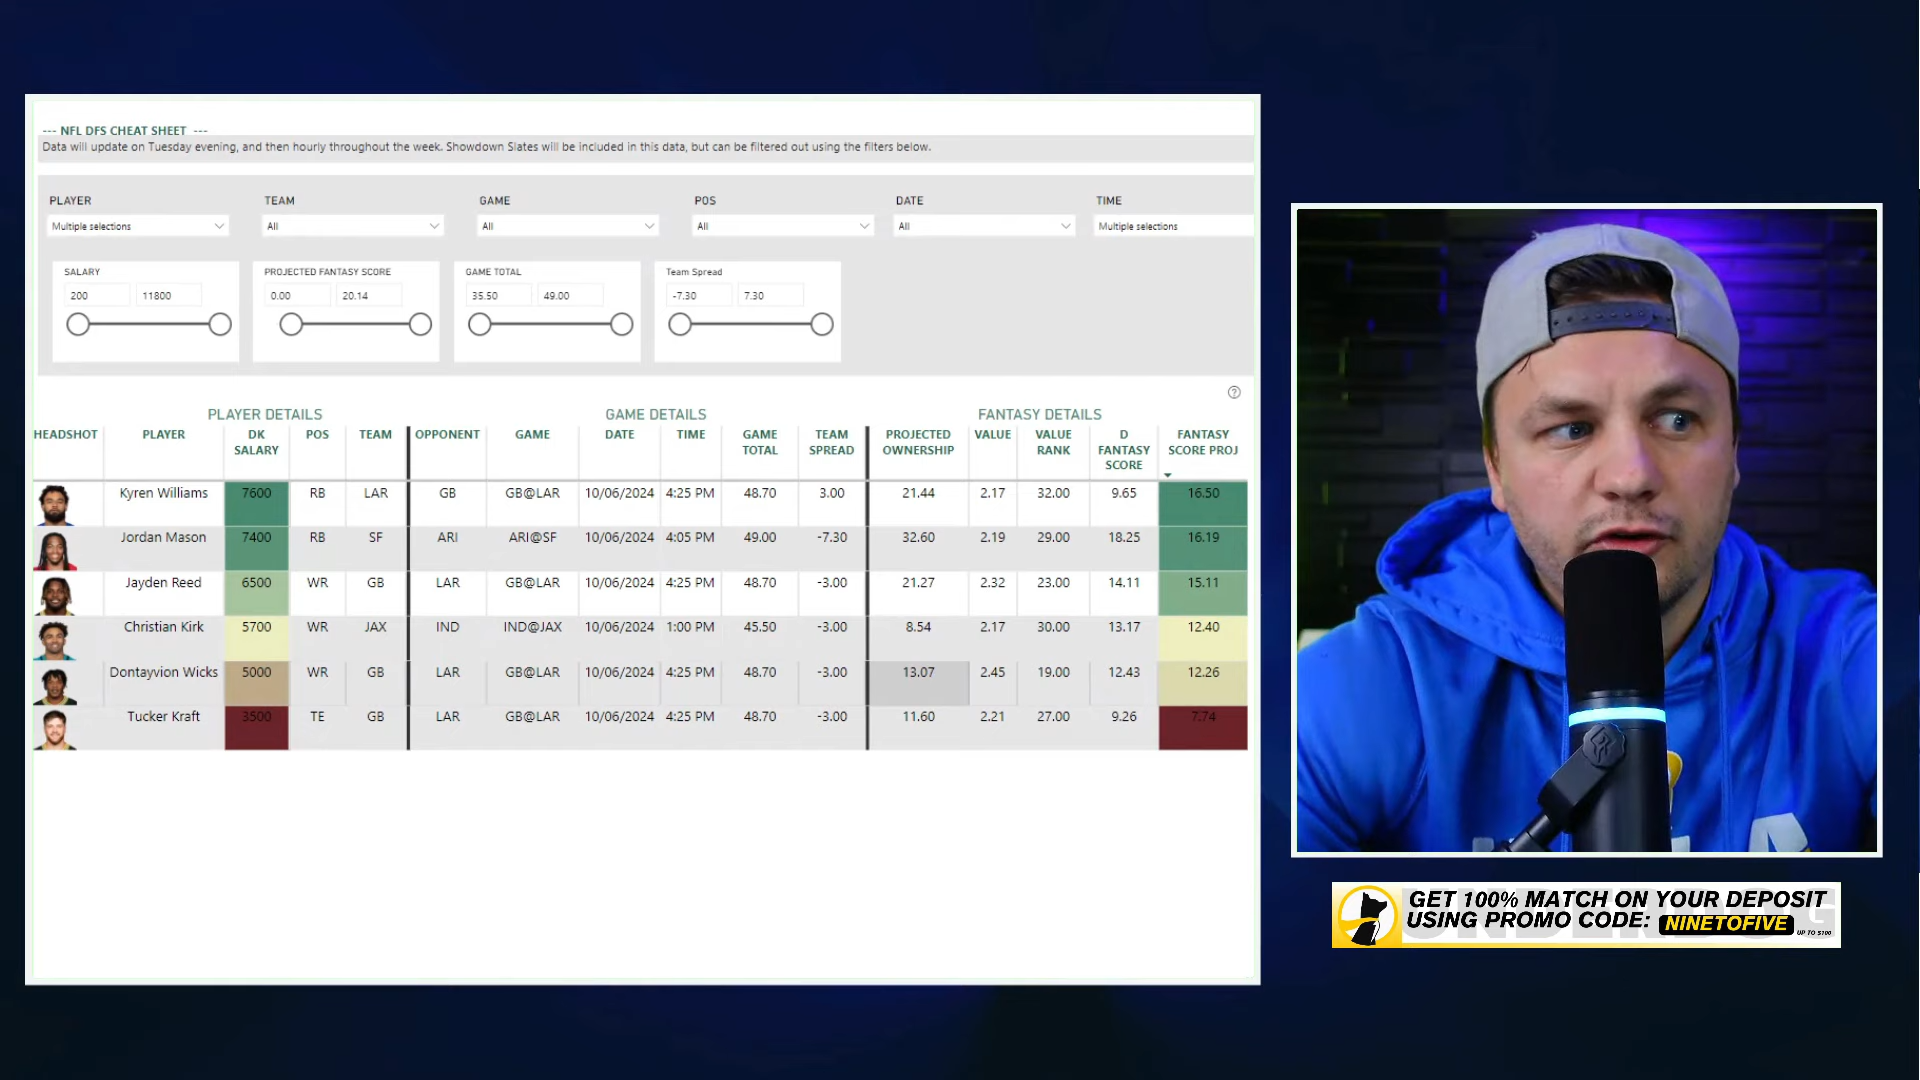 --- NFL DFS CHEAT SHEET ---
Data will update on Tuesday evening, and then hourly throughout the week. Showdown Slates will be included in this data, but can be filtered out using the filters below.
PLAYER TEAM GAME POS DATE TIME
Multiple selections All All All All Multiple selections
SALARY PROJECTED FANTASY SCORE GAME TOTAL Team Spread
200 11800 0.00 20.14 35.50 49.00 -7.30 7.30
PLAYER DETAILS GAME DETAILS FANTASY DETAILS
HEADSHOT PLAYER DK SALARY POS TEAM OPPONENT GAME DATE TIME GAME TOTAL TEAM SPREAD PROJECTED OWNERSHIP VALUE VALUE RANK D FANTASY SCORE FANTASY SCORE PROJ
Kyren Williams 7600 RB LAR GB GB@LAR 10/06/2024 4:25 PM 48.70 3.00 21.44 2.17 32.00 9.65 16.50
Jordan Mason 7400 RB SF ARI ARI@SF 10/06/2024 4:05 PM 49.00 -7.30 32.60 2.19 29.00 18.25 16.19
Jayden Reed 6500 WR GB LAR GB@LAR 10/06/2024 4:25 PM 48.70 -3.00 21.27 2.32 23.00 14.11 15.11
Christian Kirk 5700 WR JAX IND IND@JAX 10/06/2024 1:00 PM 45.50 -3.00 8.54 2.17 30.00 13.17 12.40
Dontayvion Wicks 5000 WR GB LAR GB@LAR 10/06/2024 4:25 PM 48.70 -3.00 13.07 2.45 19.00 12.43 12.26
Tucker Kraft 3500 TE GB LAR GB@LAR 10/06/2024 4:25 PM 48.70 -3.00 11.60 2.21 27.00 9.26 7.74
GET 100% MATCH ON YOUR DEPOSIT
USING PROMO CODE: NINETOFIVE UP TO $100